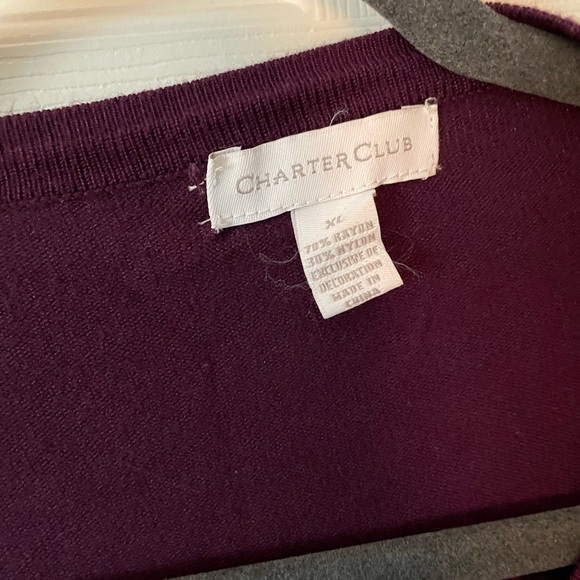 CHARTER CLUB
XL
70% RAYON
30% NYLON
EXCLUSIVE OF
DECORATION
MADE IN
CHINA